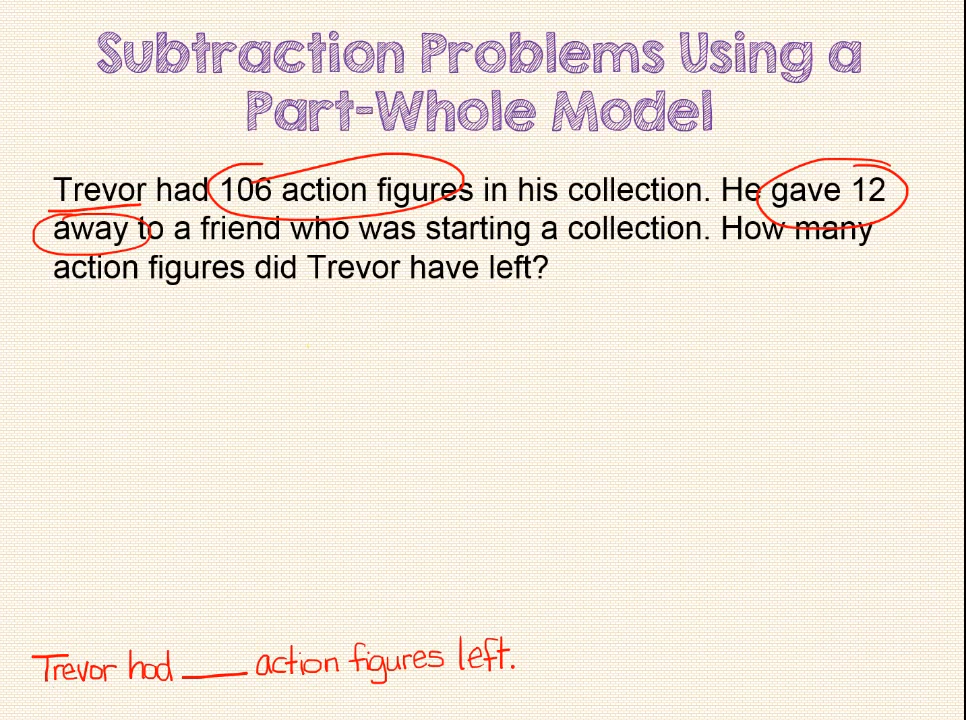 Subtraction Problems Using a
Part-Whole Model
Trevor had 106 action figures in his collection. He gave 12
away to a friend who was starting a collection. How many
action figures did Trevor have left?
Trevor had ___ action figures left.